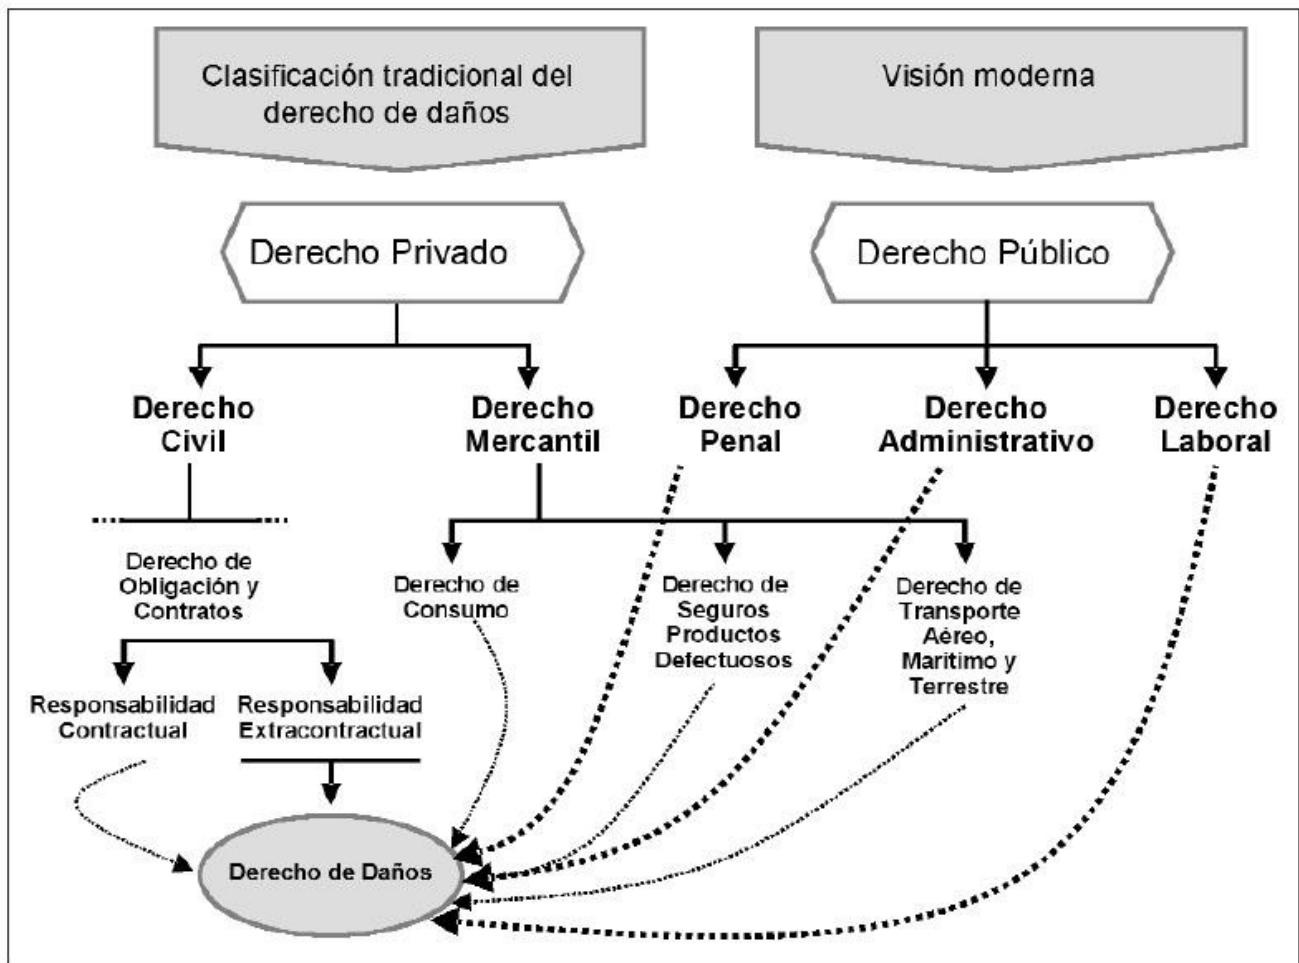 Clasificación tradicional del
derecho de daños
Visión moderna
Derecho Privado
Derecho Público
Derecho
Civil
Derecho
Mercantil
Derecho
Penal
Derecho
Administrativo
Derecho
Laboral
Derecho de
Obligación y
Contratos
Derecho de
Consumo
Derecho de
Seguros
Productos
Defectuosos
Derecho de
Transporte
Aéreo,
Marítimo y
Terrestre
Responsabilidad
Contractual
Responsabilidad
Extracontractual
Derecho de Daños